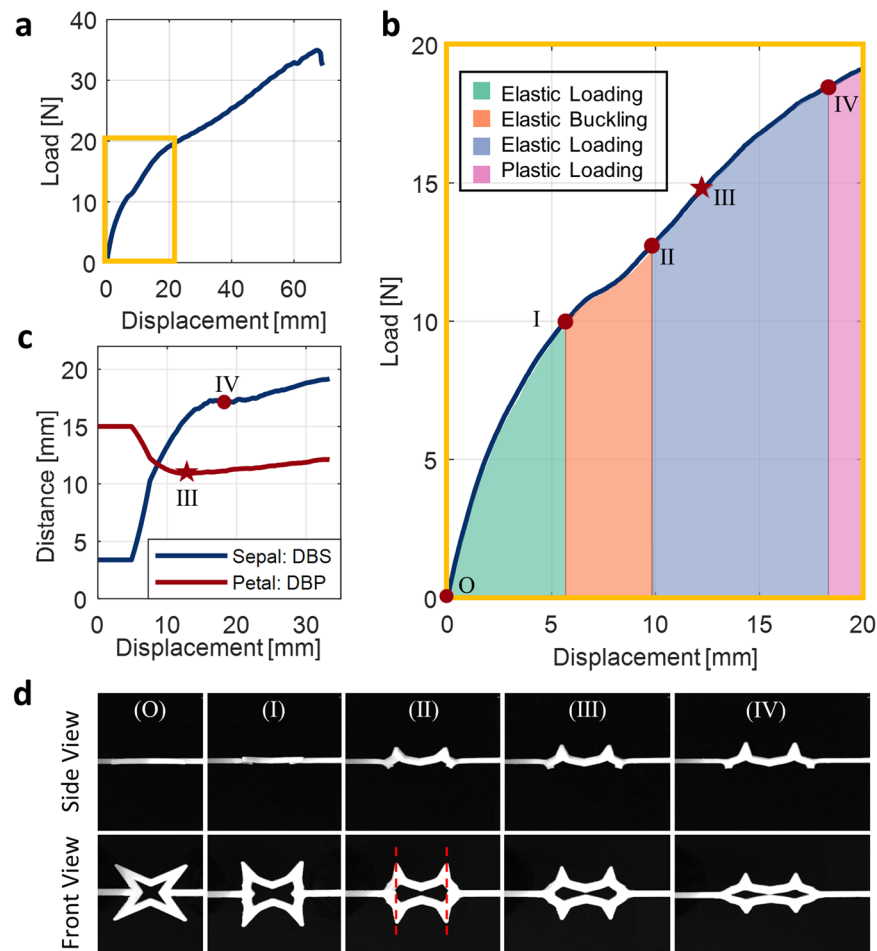 a
40
30
20
10
0
Load [N]
0 20 40 60
Displacement [mm]
b
20
15
10
5
0
Load [N]
Elastic Loading
Elastic Buckling
Elastic Loading
Plastic Loading
IV
III
II
I
O
0 5 10 15 20
Displacement [mm]
c
20
15
10
5
0
Distance [mm]
IV
III
Sepal: DBS
Petal: DBP
0 10 20 30
Displacement [mm]
d
(O) (I) (II) (III) (IV)
Side View
Front View